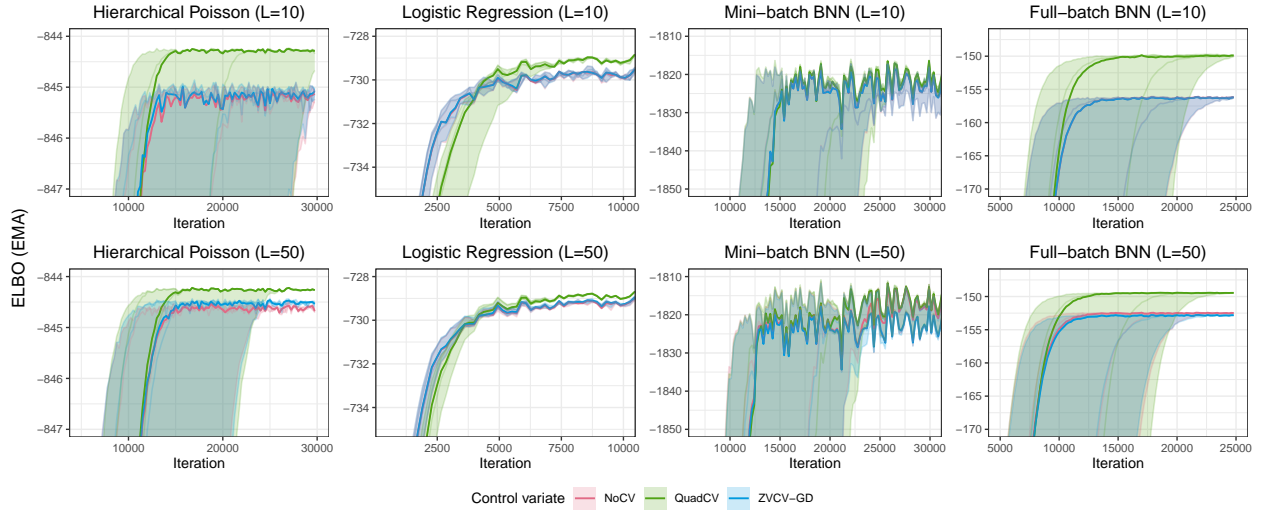 Hierarchical Poisson (L=10)
Logistic Regression (L=10)
Mini−batch BNN (L=10)
Full−batch BNN (L=10)
−844
−845
−846
−847
10000 20000 30000
Iteration
−728
−730
−732
−734
2500 5000 7500 10000
Iteration
−1810
−1820
−1830
−1840
−1850
10000 15000 20000 25000 30000
Iteration
−150
−155
−160
−165
−170
5000 10000 15000 20000 25000
Iteration
ELBO (EMA)
Hierarchical Poisson (L=50)
Logistic Regression (L=50)
Mini−batch BNN (L=50)
Full−batch BNN (L=50)
−844
−845
−846
−847
10000 20000 30000
Iteration
−728
−730
−732
−734
2500 5000 7500 10000
Iteration
−1810
−1820
−1830
−1840
−1850
10000 15000 20000 25000 30000
Iteration
−150
−155
−160
−165
−170
5000 10000 15000 20000 25000
Iteration
Control variate NoCV QuadCV ZVCV−GD